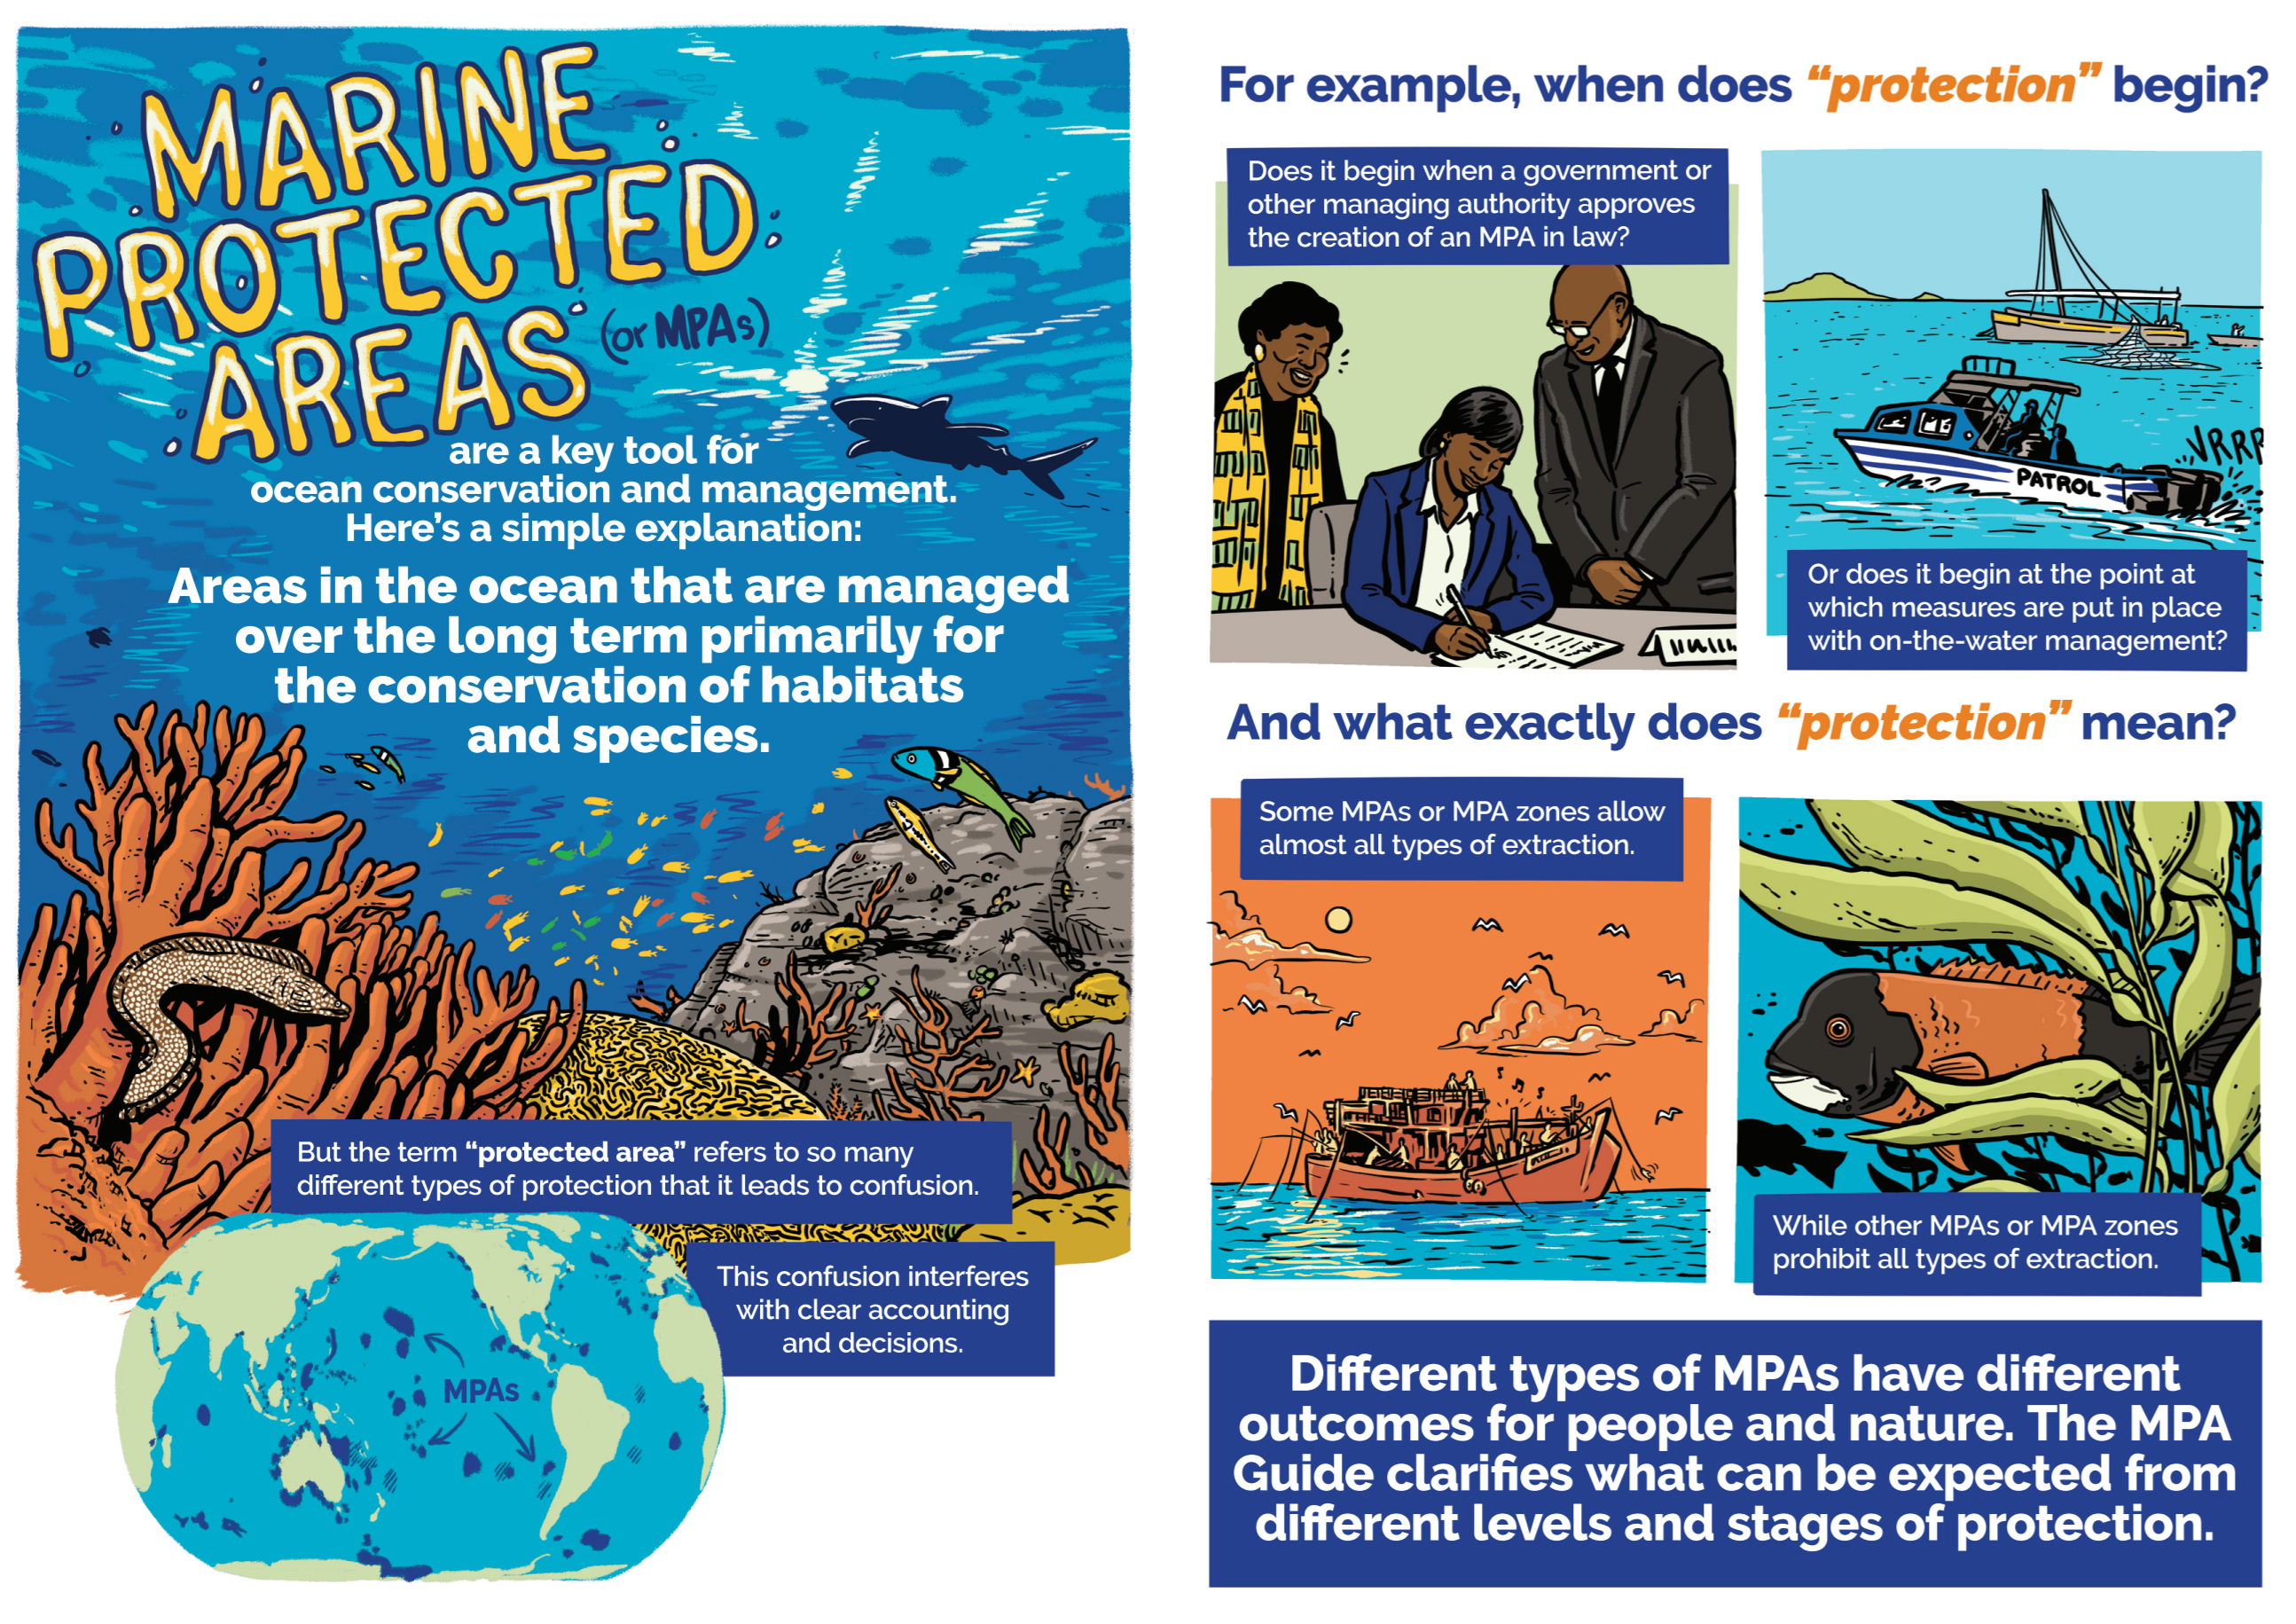 MARINE
PROTECTED
AREAS
(or MPAs)
are a key tool for
ocean conservation and management.
Here's a simple explanation:
Areas in the ocean that are managed
over the long term primarily for
the conservation of habitats
and species.
But the term “protected area” refers to so many
different types of protection that it leads to confusion.
This confusion interferes
with clear accounting
and decisions.
MPAs
For example, when does “protection” begin?
Does it begin when a government or
other managing authority approves
the creation of an MPA in law?
VRRR
PATROL
Or does it begin at the point at
which measures are put in place
with on-the-water management?
And what exactly does “protection” mean?
Some MPAs or MPA zones allow
almost all types of extraction.
While other MPAs or MPA zones
prohibit all types of extraction.
Different types of MPAs have different
outcomes for people and nature. The MPA
Guide clarifies what can be expected from
different levels and stages of protection.